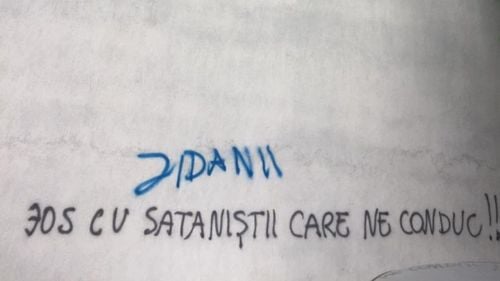 JIDANII
JOS CU SATANIȘTII CARE NE CONDUC!!